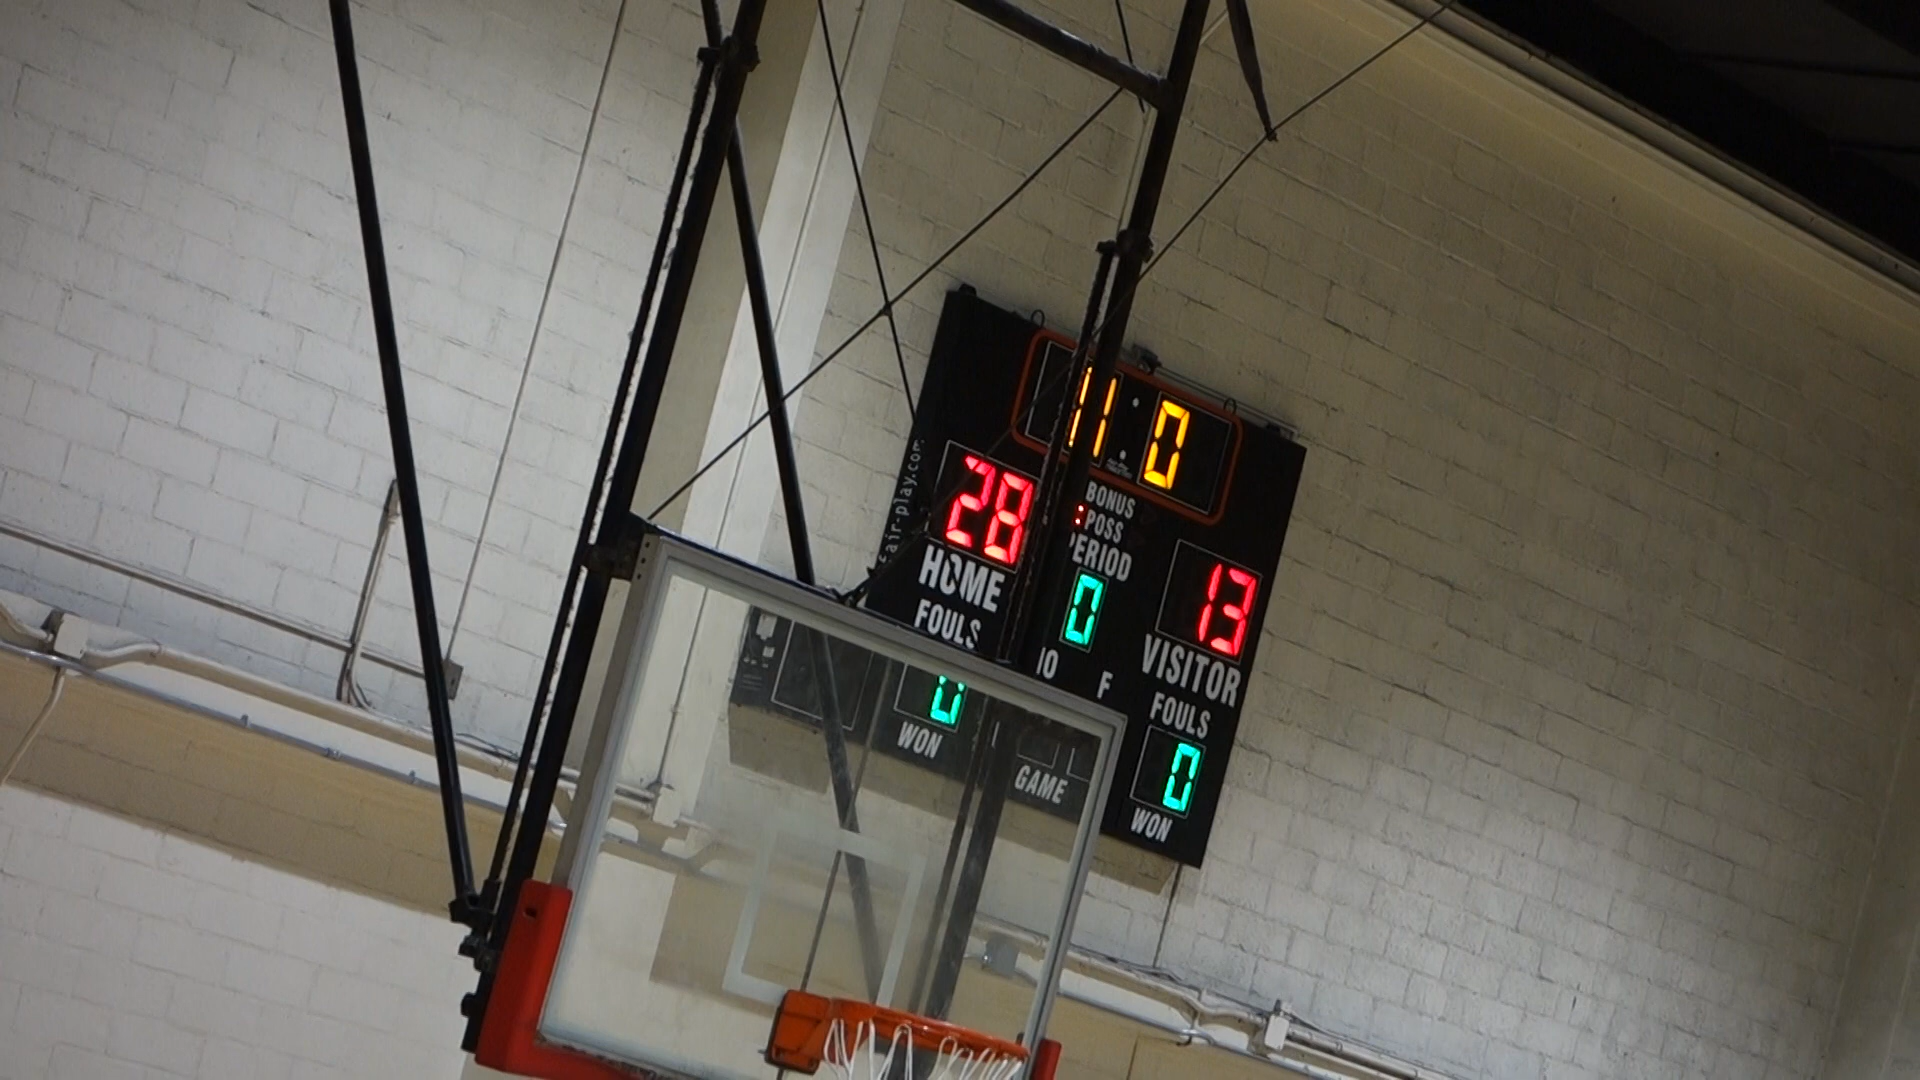 11:0
fair-play.com
28
BONUS
:POSS
PERIOD
HOME
0
13
FOULS
10 F
VISITOR
0
FOULS
WON
GAME
0
WON